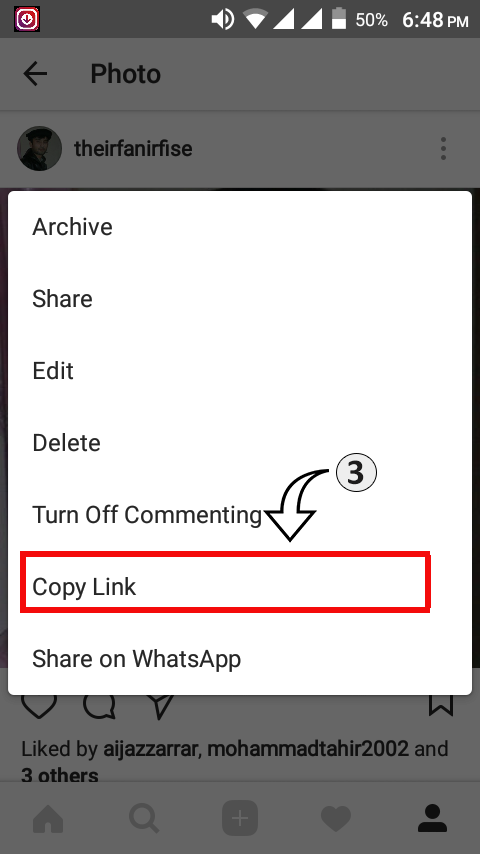 50% 6:48 PM
Photo
theirfanirfise
Archive
Share
Edit
Delete
Turn Off Commenting
3
Copy Link
Share on WhatsApp
Liked by aijazzarrar, mohammadtahir2002 and
3 others